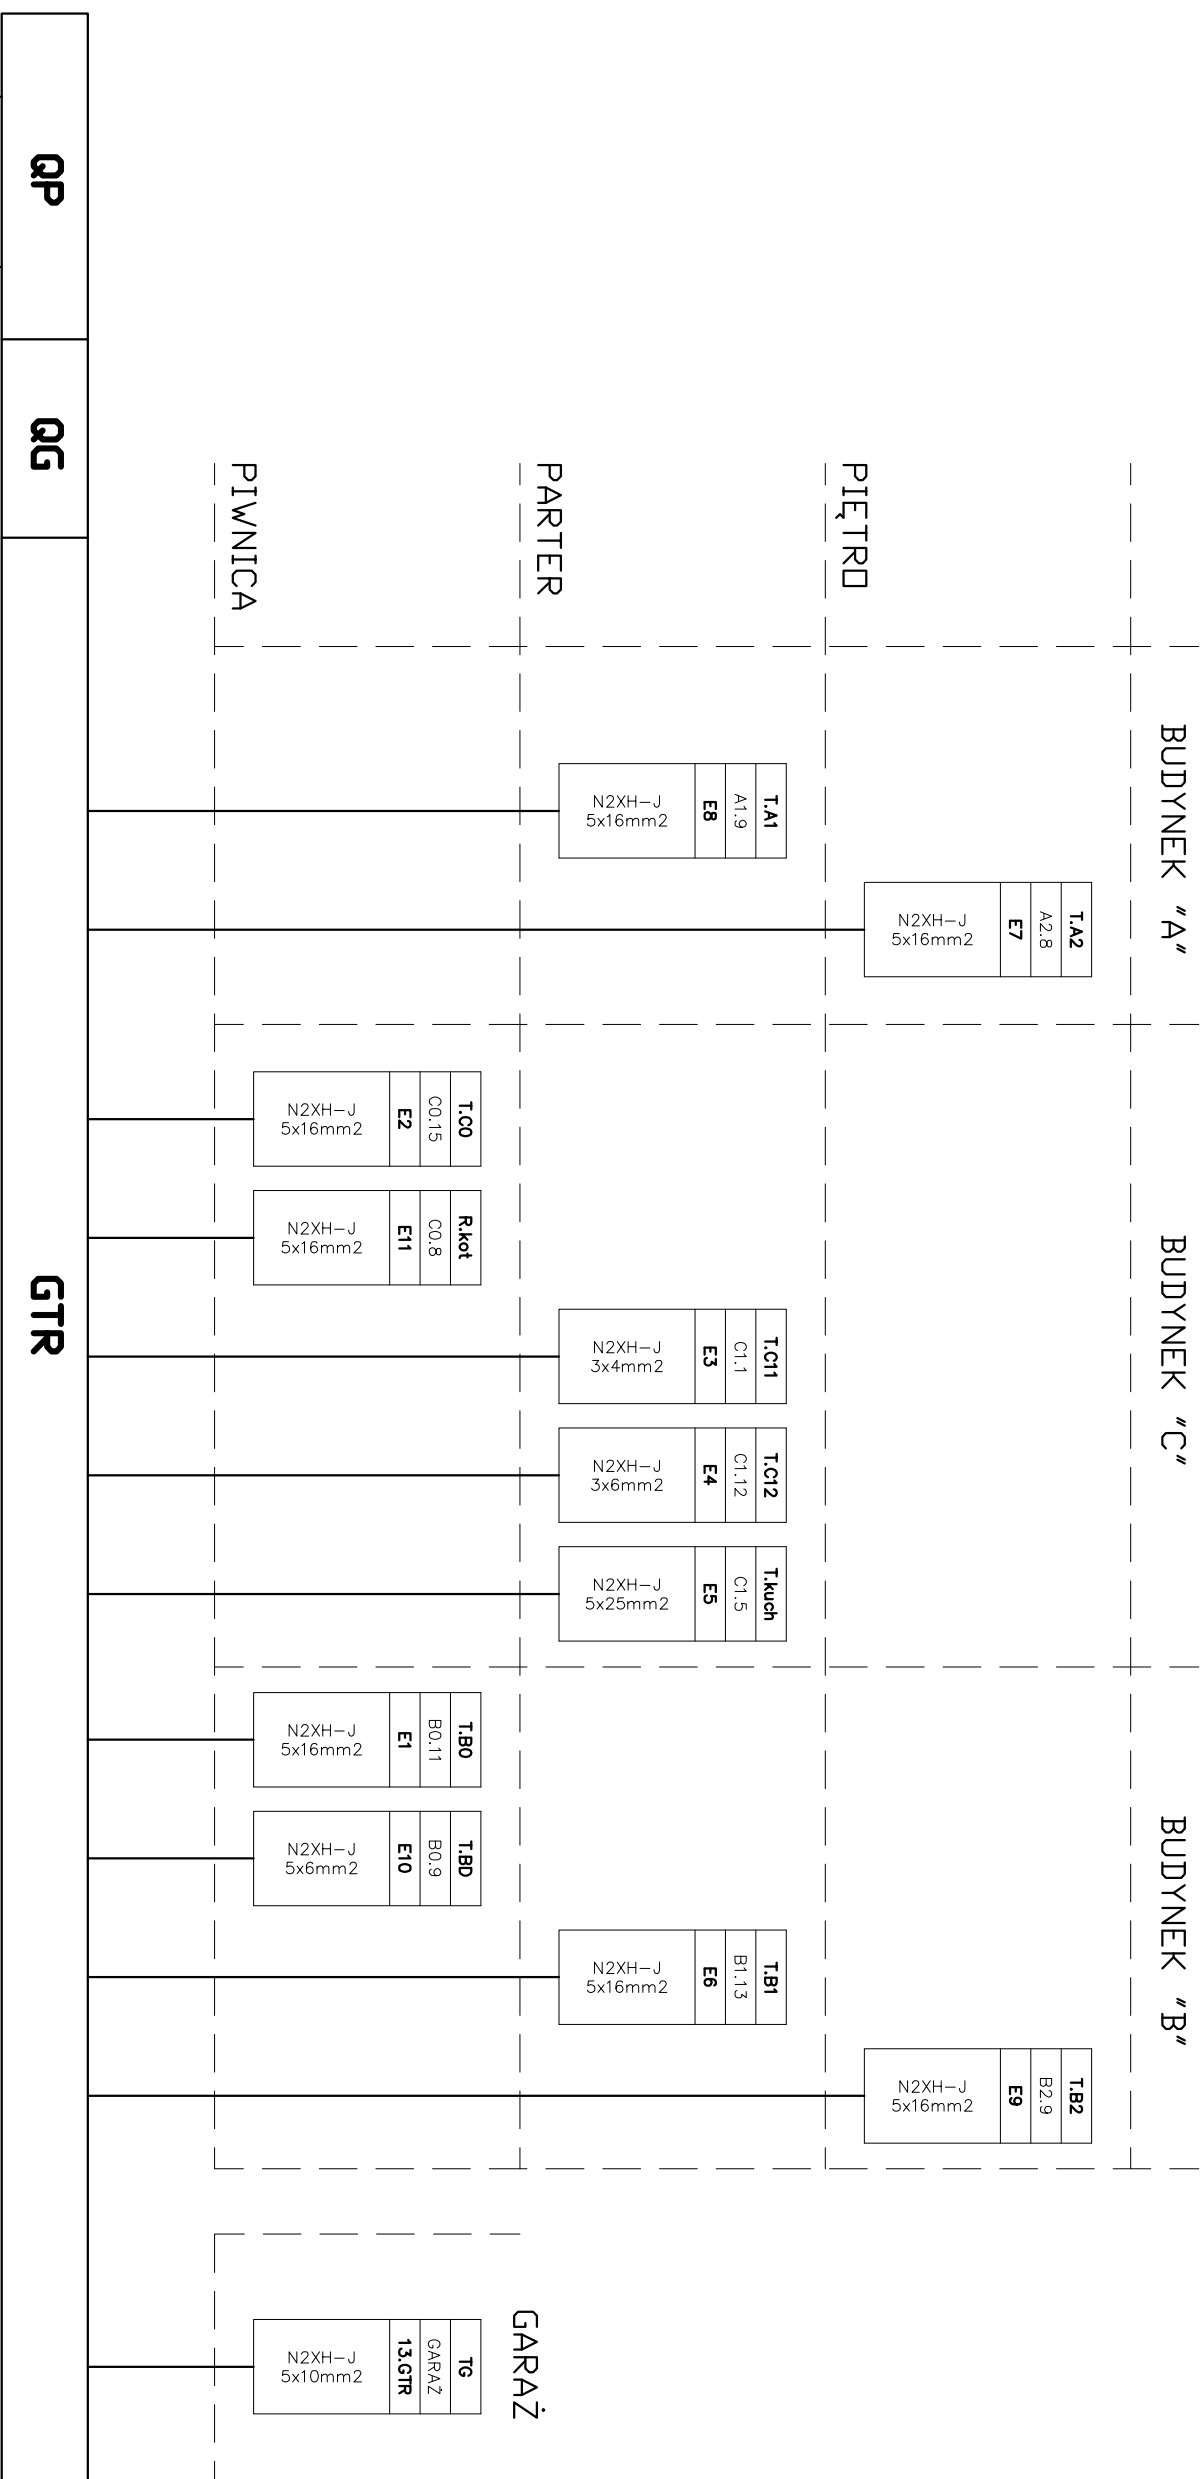 BUDYNEK "A"
BUDYNEK "C"
BUDYNEK "B"
PIĘTRO
T.A2
A2.8
E7
N2XH-J
5x16mm2
T.B2
B2.9
E9
N2XH-J
5x16mm2
PARTER
T.A1
A1.9
E8
N2XH-J
5x16mm2
T.C11
C1.1
E3
N2XH-J
3x4mm2
T.C12
C1.12
E4
N2XH-J
3x6mm2
T.kuch
C1.5
E5
N2XH-J
5x25mm2
T.B1
B1.13
E6
N2XH-J
5x16mm2
GARAŻ
PIWNICA
T.C0
C0.15
E2
N2XH-J
5x16mm2
R.kot
C0.8
E11
N2XH-J
5x16mm2
T.B0
B0.11
E1
N2XH-J
5x16mm2
T.BD
B0.9
E10
N2XH-J
5x6mm2
TG
GARAŻ
13.GTR
N2XH-J
5x10mm2
QP
QG
GTR